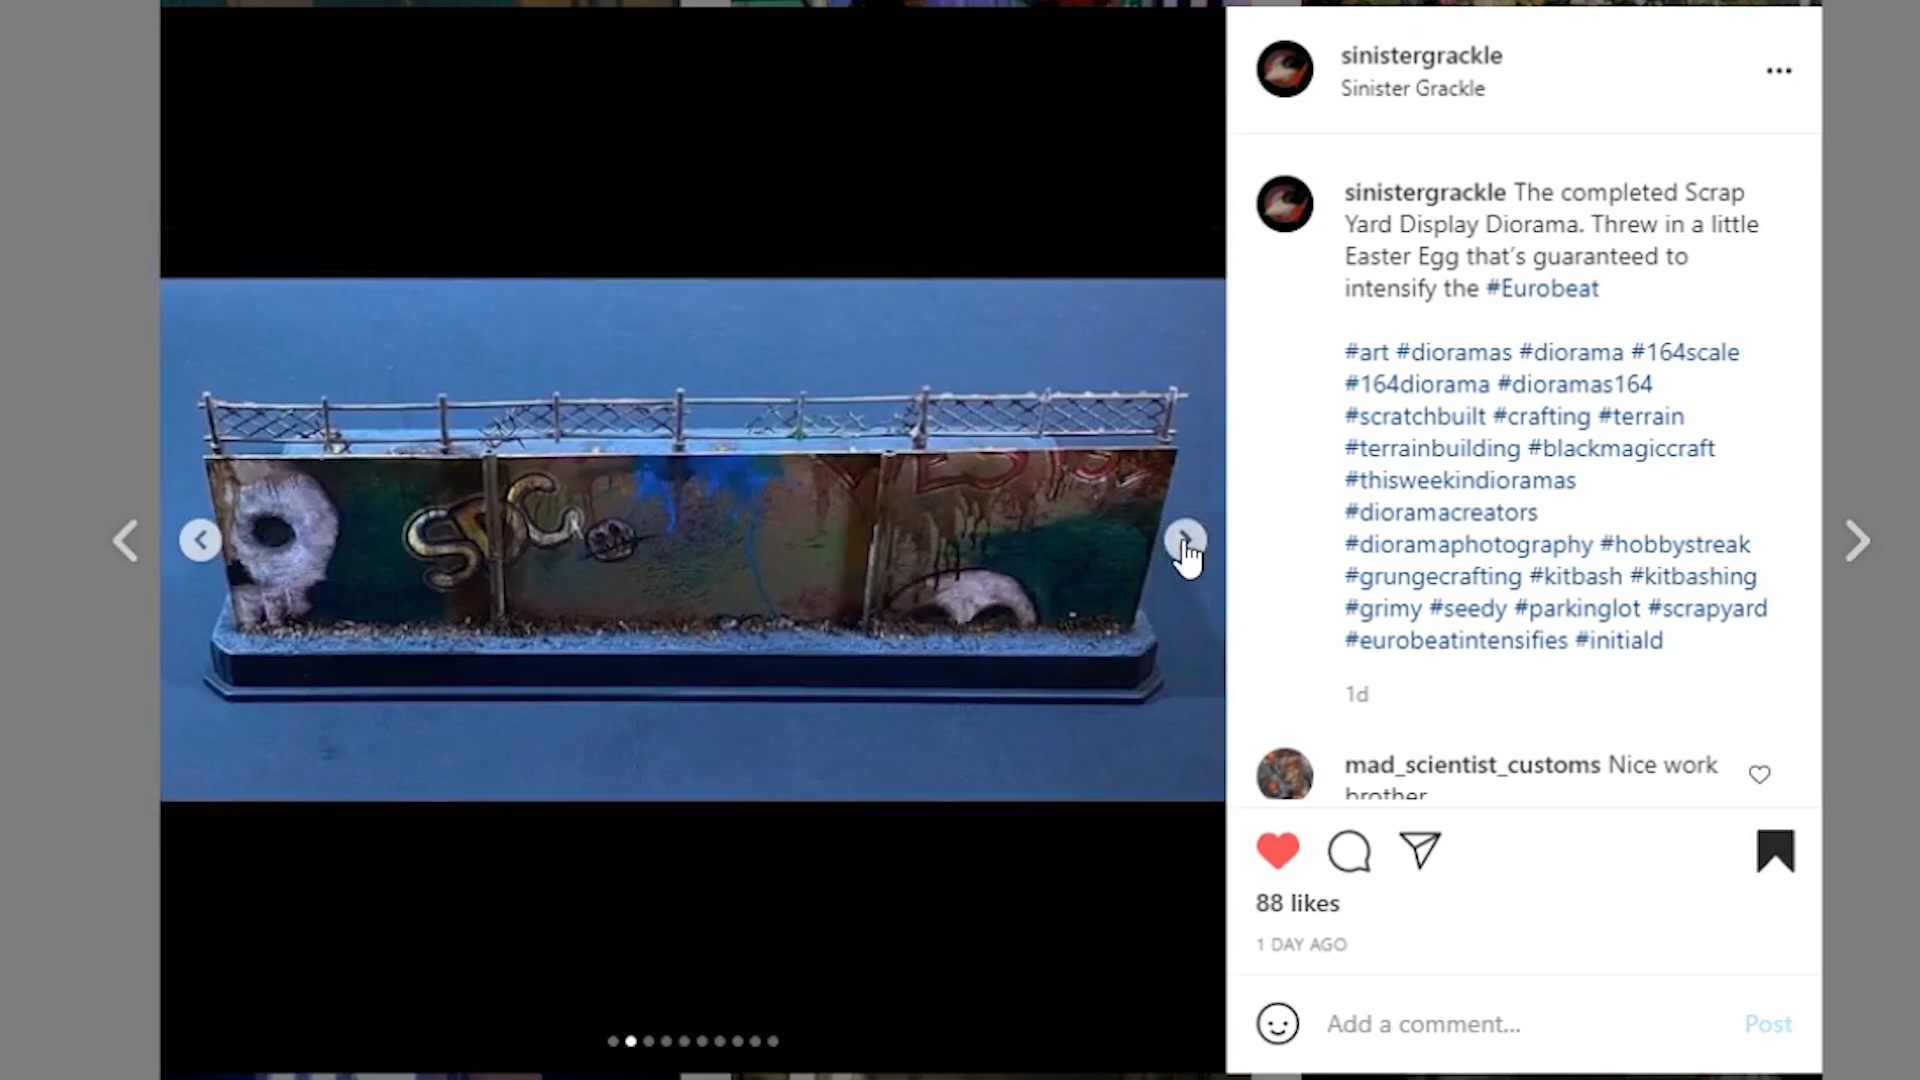 sinistergrackle
Sinister Grackle
sinistergrackle The completed Scrap
Yard Display Diorama. Threw in a little
Easter Egg that's guaranteed to
intensify the #Eurobeat
#art #dioramas #diorama #164scale
#164diorama #dioramas164
#scratchbuilt #crafting #terrain
#terrainbuilding #blackmagiccraft
#thisweekindioramas
#dioramacreators
#dioramaphotography #hobbystreak
#grungecrafting #kitbash #kitbashing
#grimy #seedy #parkinglot #scrapyard
#eurobeatintensifies #initiald
1d
mad_scientist_customs Nice work
brother
88 likes
1 DAY AGO
Add a comment...
Post